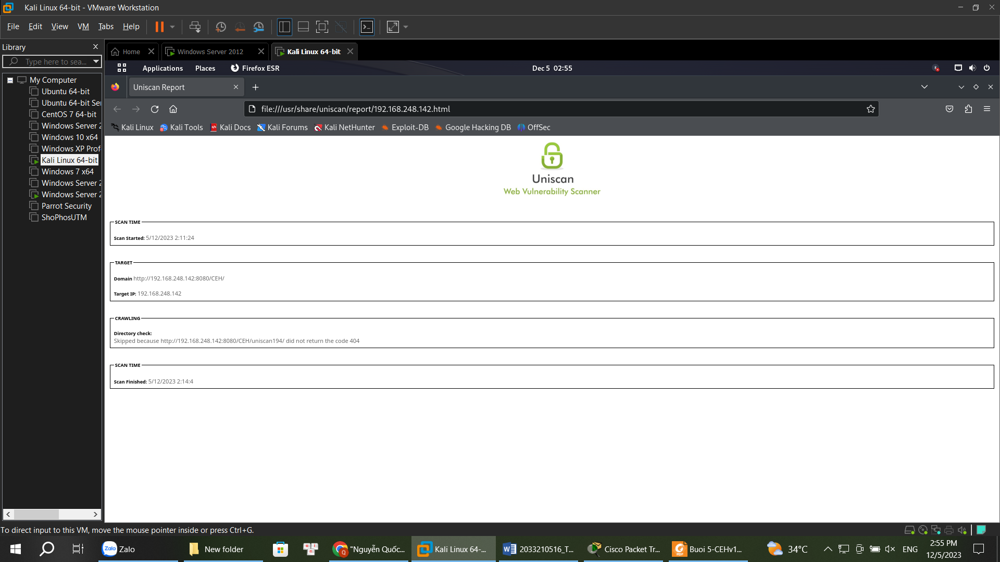 Kali Linux 64-bit - VMware Workstation
File Edit View VM Tabs Help
Library
Type here to sea...
Home
Windows Server 2012
Kali Linux 64-bit
My Computer
Ubuntu 64-bit
Ubuntu 64-bit Ser
CentOS 7 64-bit
Windows Server 2
Windows 10 x64
Windows XP Prof
Kali Linux 64-bit
Windows 7 x64
Windows Server 2
Windows Server 2
Parrot Security
ShoPhosUTM
Applications Places Firefox ESR
Dec 5 02:55
Uniscan Report
file:///usr/share/uniscan/report/192.168.248.142.html
Kali Linux Kali Tools Kali Docs Kali Forums Kali NetHunter Exploit-DB Google Hacking DB OffSec
Uniscan
Web Vulnerability Scanner
SCAN TIME
Scan Started: 5/12/2023 2:11:24
TARGET
Domain http://192.168.248.142:8080/CEH/
Target IP: 192.168.248.142
CRAWLING
Directory check:
Skipped because http://192.168.248.142:8080/CEH/uniscan194/ did not return the code 404
SCAN TIME
Scan Finished: 5/12/2023 2:14:4
To direct input to this VM, move the mouse pointer inside or press Ctrl+G.
Zalo
Zalo
New folder
"Nguyễn Quốc...
Kali Linux 64-...
2033210516_T...
Cisco Packet Tr...
Buoi 5-CEHv1...
34°C
ENG
2:55 PM
12/5/2023